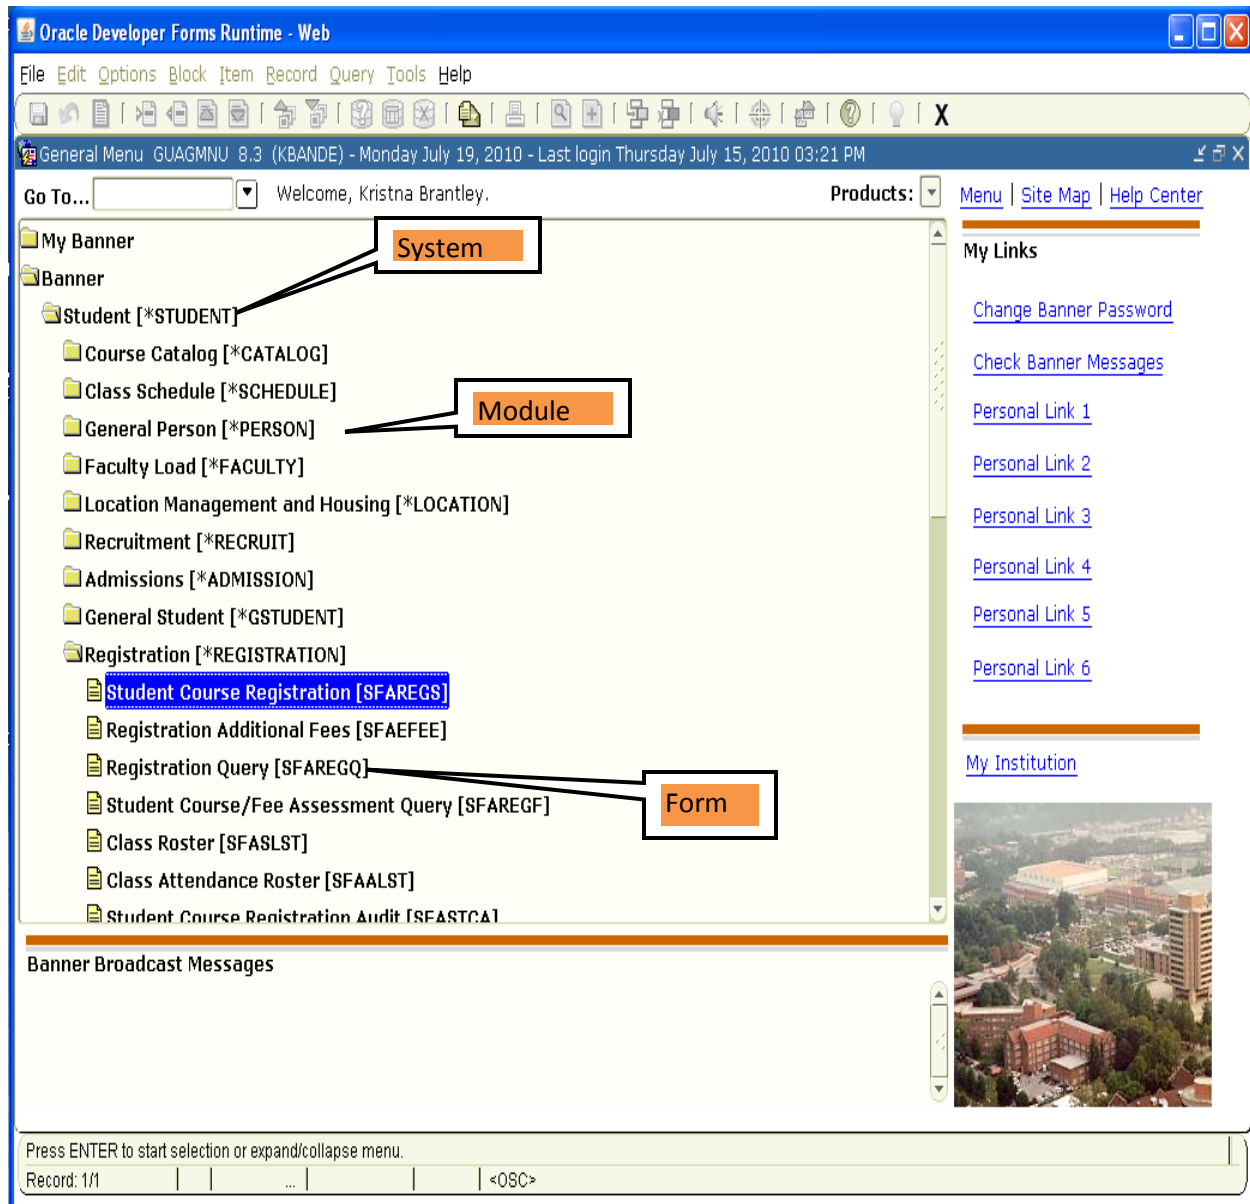 Oracle Developer Forms Runtime - Web
File Edit Options Block Item Record Query Tools Help
X
General Menu GUAGMNU 8.3 (KBANDE) - Monday July 19, 2010 - Last login Thursday July 15, 2010 03:21 PM
Go To... Welcome, Kristna Brantley. Products: Menu | Site Map | Help Center
My Banner
System
Banner
Student [*STUDENT]
Course Catalog [*CATALOG]
Class Schedule [*SCHEDULE]
Module
General Person [*PERSON]
Faculty Load [*FACULTY]
Location Management and Housing [*LOCATION]
Recruitment [*RECRUIT]
Admissions [*ADMISSION]
General Student [*GSTUDENT]
Registration [*REGISTRATION]
Student Course Registration [SFAREGS]
Registration Additional Fees [SFAEFEE]
Registration Query [SFAREGQ]
Form
Student Course/Fee Assessment Query [SFAREGF]
Class Roster [SFASLST]
Class Attendance Roster [SFAALST]
Student Course Registration Audit [SFASTCA]
My Links
Change Banner Password
Check Banner Messages
Personal Link 1
Personal Link 2
Personal Link 3
Personal Link 4
Personal Link 5
Personal Link 6
My Institution
Banner Broadcast Messages
Press ENTER to start selection or expand/collapse menu.
Record: 1/1 ... <OSC>